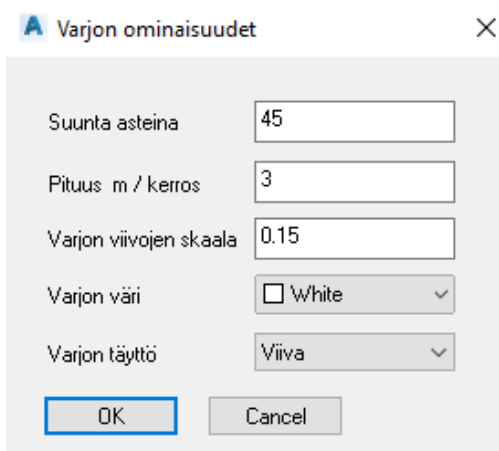 Varjon ominaisuudet
Suunta asteina 45
Pituus m / kerros 3
Varjon viivojen skaala 0.15
Varjon väri White
Varjon täyttö Viiva
OK Cancel